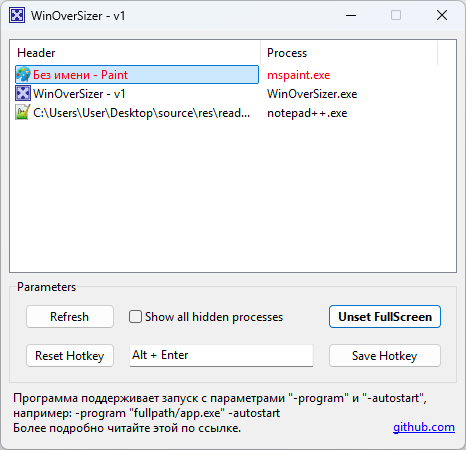 WinOverSizer - v1
Header Process
Без имени - Paint mspaint.exe
WinOverSizer - v1 WinOverSizer.exe
C:\Users\User\Desktop\source\res\read... notepad++.exe
Parameters
Refresh Show all hidden processes Unset FullScreen
Reset Hotkey Alt + Enter Save Hotkey
Программа поддерживает запуск с параметрами "-program" и "-autostart",
например: -program "fullpath/app.exe" -autostart
Более подробно читайте этой по ссылке. github.com